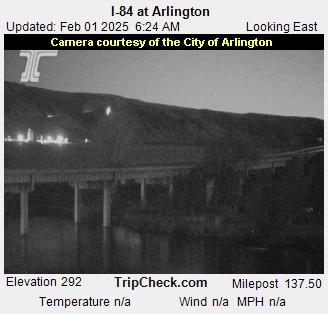 I-84 at Arlington
Updated: Feb 01 2025 6:24 AM Looking East
Camera courtesy of the City of Arlington
Elevation 292 TripCheck.com Milepost 137.50
Temperature n/a Wind n/a MPH n/a